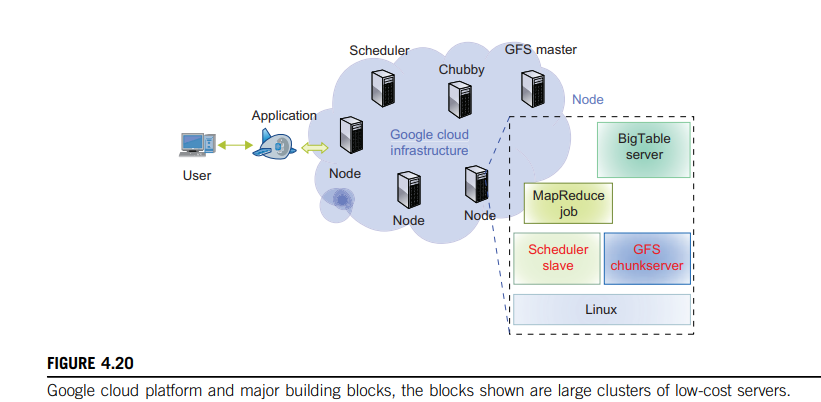 Scheduler
GFS master
Chubby
Node
Application
Google cloud
infrastructure
User
Node
Node
Node
BigTable
server
MapReduce
job
Scheduler
slave
GFS
chunkserver
Linux
FIGURE 4.20
Google cloud platform and major building blocks, the blocks shown are large clusters of low-cost servers.